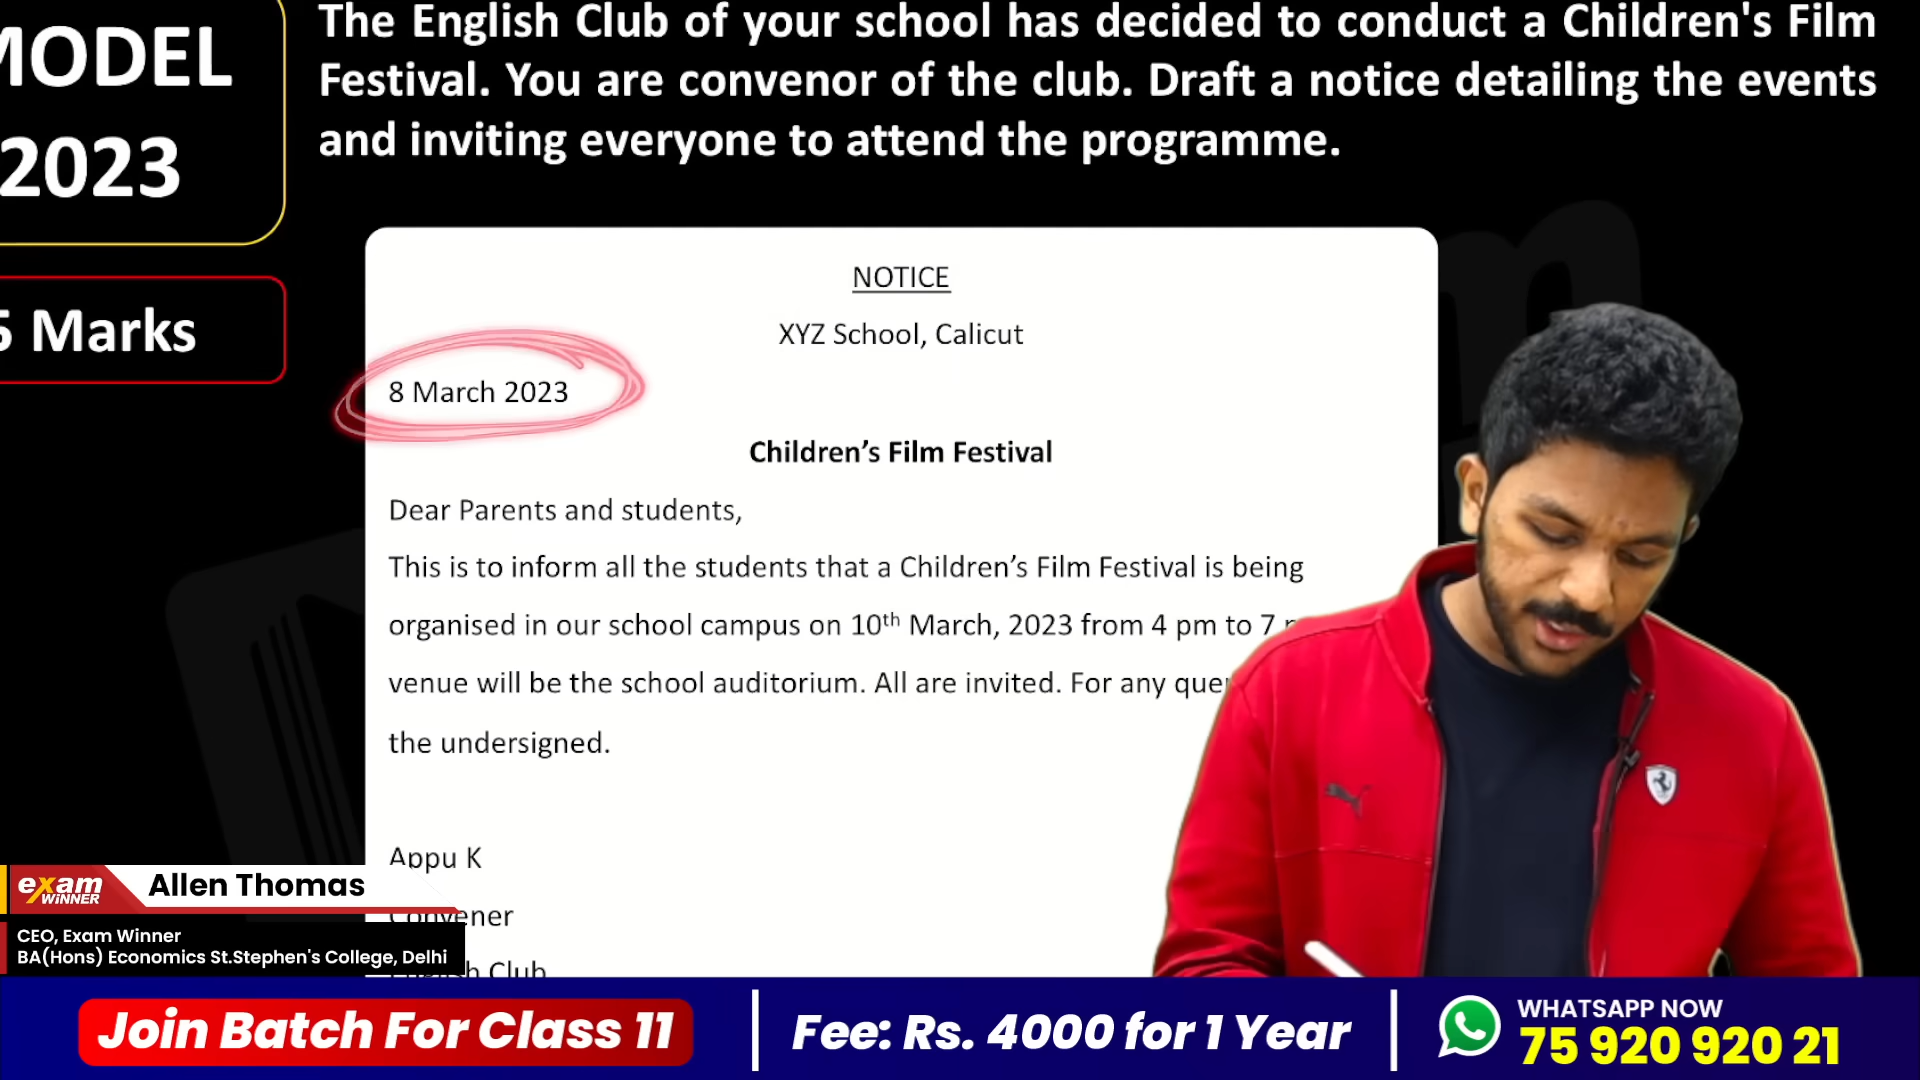 MODEL
2023
5 Marks
The English Club of your school has decided to conduct a Children's Film
Festival. You are convenor of the club. Draft a notice detailing the events
and inviting everyone to attend the programme.
NOTICE
XYZ School, Calicut
8 March 2023
Children’s Film Festival
Dear Parents and students,
This is to inform all the students that a Children’s Film Festival is being
organised in our school campus on 10th March, 2023 from 4 pm to 7
venue will be the school auditorium. All are invited. For any
the undersigned.
Appu K
Convener
English Club
exam
WINNER
Allen Thomas
CEO, Exam Winner
BA(Hons) Economics St.Stephen's College, Delhi
Join Batch For Class 11
Fee: Rs. 4000 for 1 Year
WHATSAPP NOW
75 920 920 21